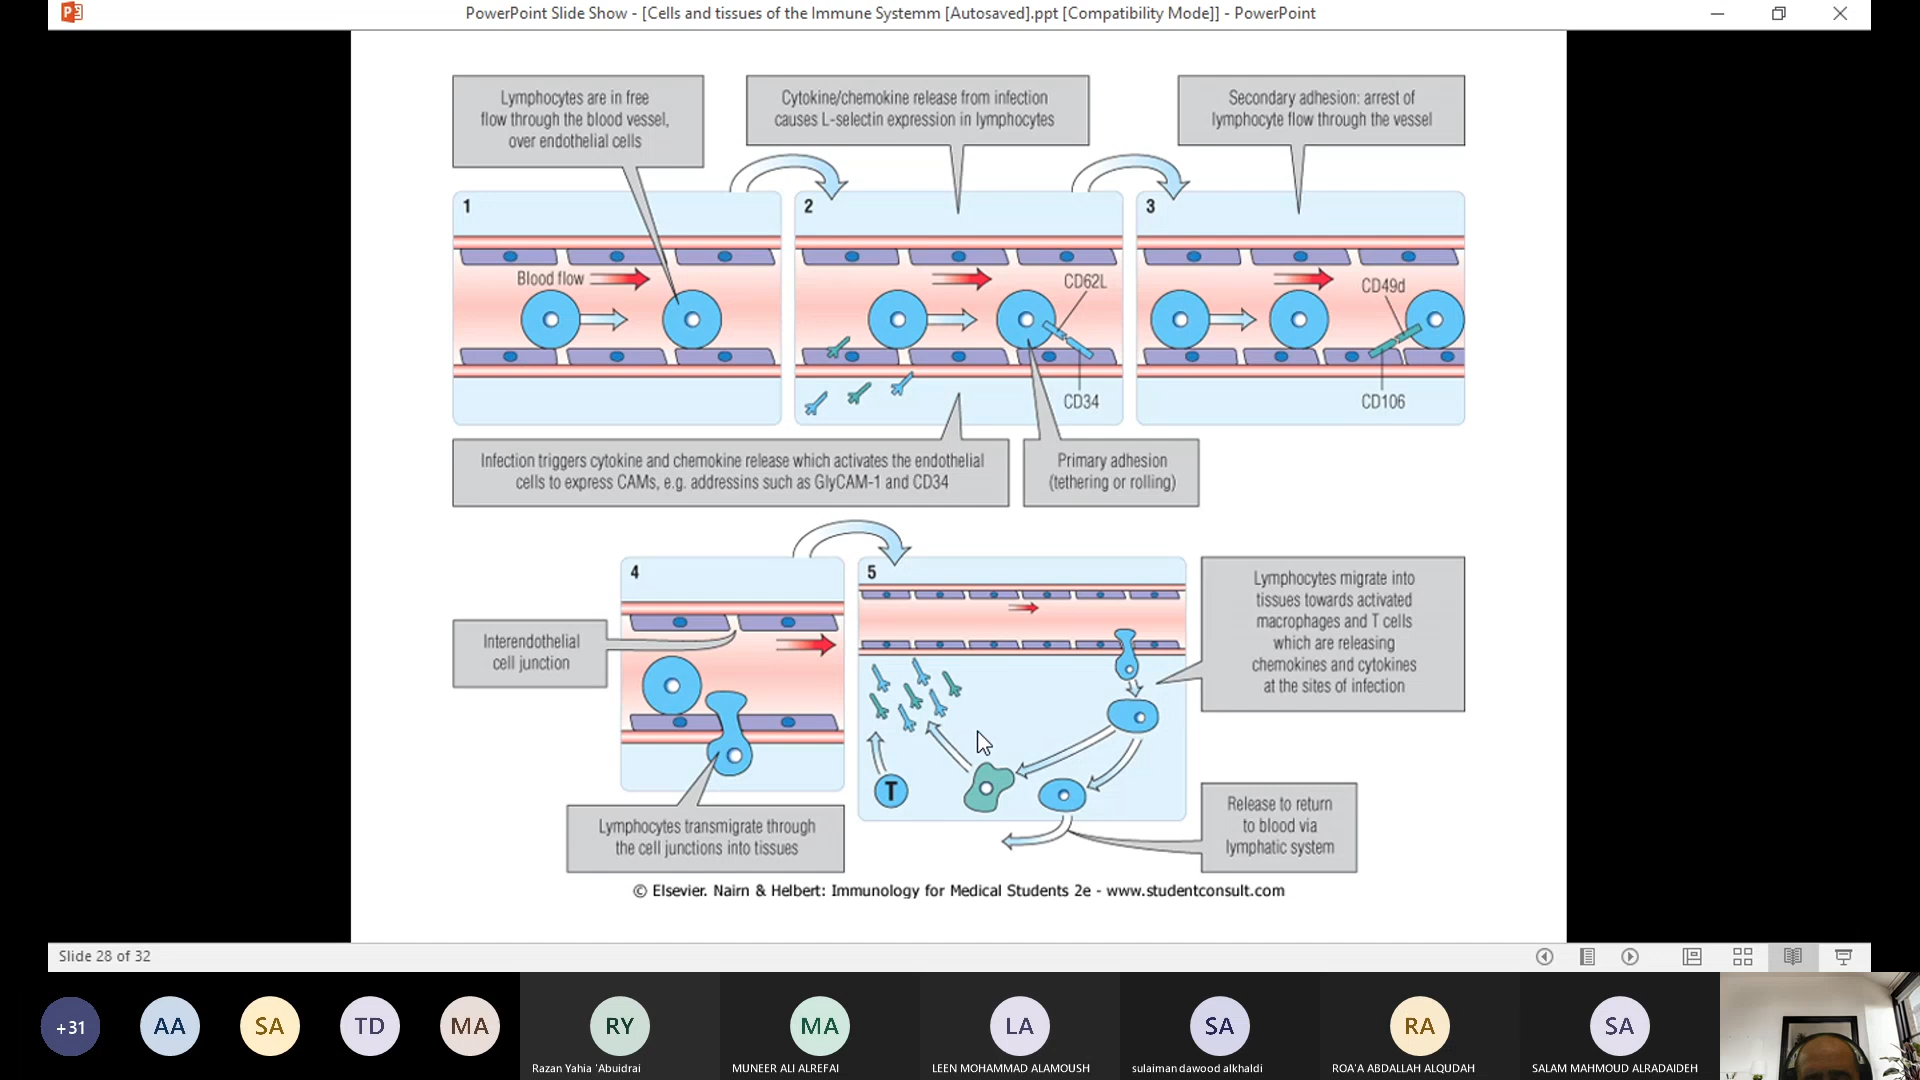 PowerPoint Slide Show - [Cells and tissues of the Immune Systemm [Autosaved].ppt [Compatibility Mode]] - PowerPoint
Lymphocytes are in free
flow through the blood vessel,
over endothelial cells
Cytokine/chemokine release from infection
causes L-selectin expression in lymphocytes
Secondary adhesion: arrest of
lymphocyte flow through the vessel
1
Blood flow
2
CD62L
CD34
3
CD49d
CD106
Infection triggers cytokine and chemokine release which activates the endothelial
cells to express CAMs, e.g. addressins such as GlyCAM-1 and CD34
Primary adhesion
(tethering or rolling)
4
Interendothelial
cell junction
Lymphocytes transmigrate through
the cell junctions into tissues
5
T
Lymphocytes migrate into
tissues towards activated
macrophages and T cells
which are releasing
chemokines and cytokines
at the sites of infection
Release to return
to blood via
lymphatic system
© Elsevier. Nairn & Helbert: Immunology for Medical Students 2e - www.studentconsult.com
Slide 28 of 32
+31
AA
SA
TD
MA
RY
Razan Yahia 'Abuidrai
MA
MUNEER ALI ALREFAI
LA
LEEN MOHAMMAD ALAMOUSH
SA
sulaiman dawood alkhaldi
RA
ROA'A ABDALLAH ALQUDAH
SA
SALAM MAHMOUD ALRADAIDEH